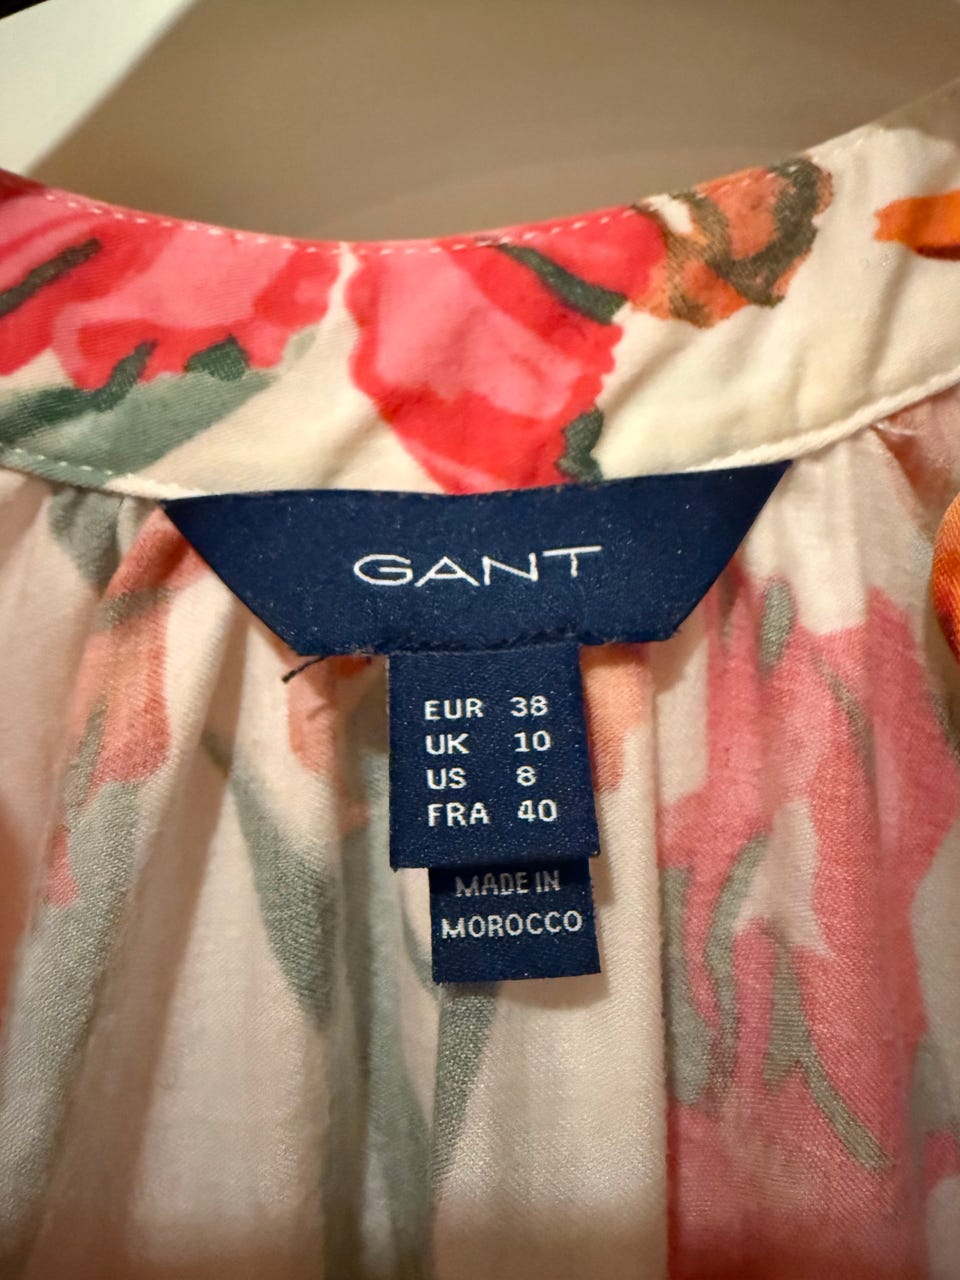 GANT
EUR 38
UK 10
US 8
FRA 40
MADE IN
MOROCCO